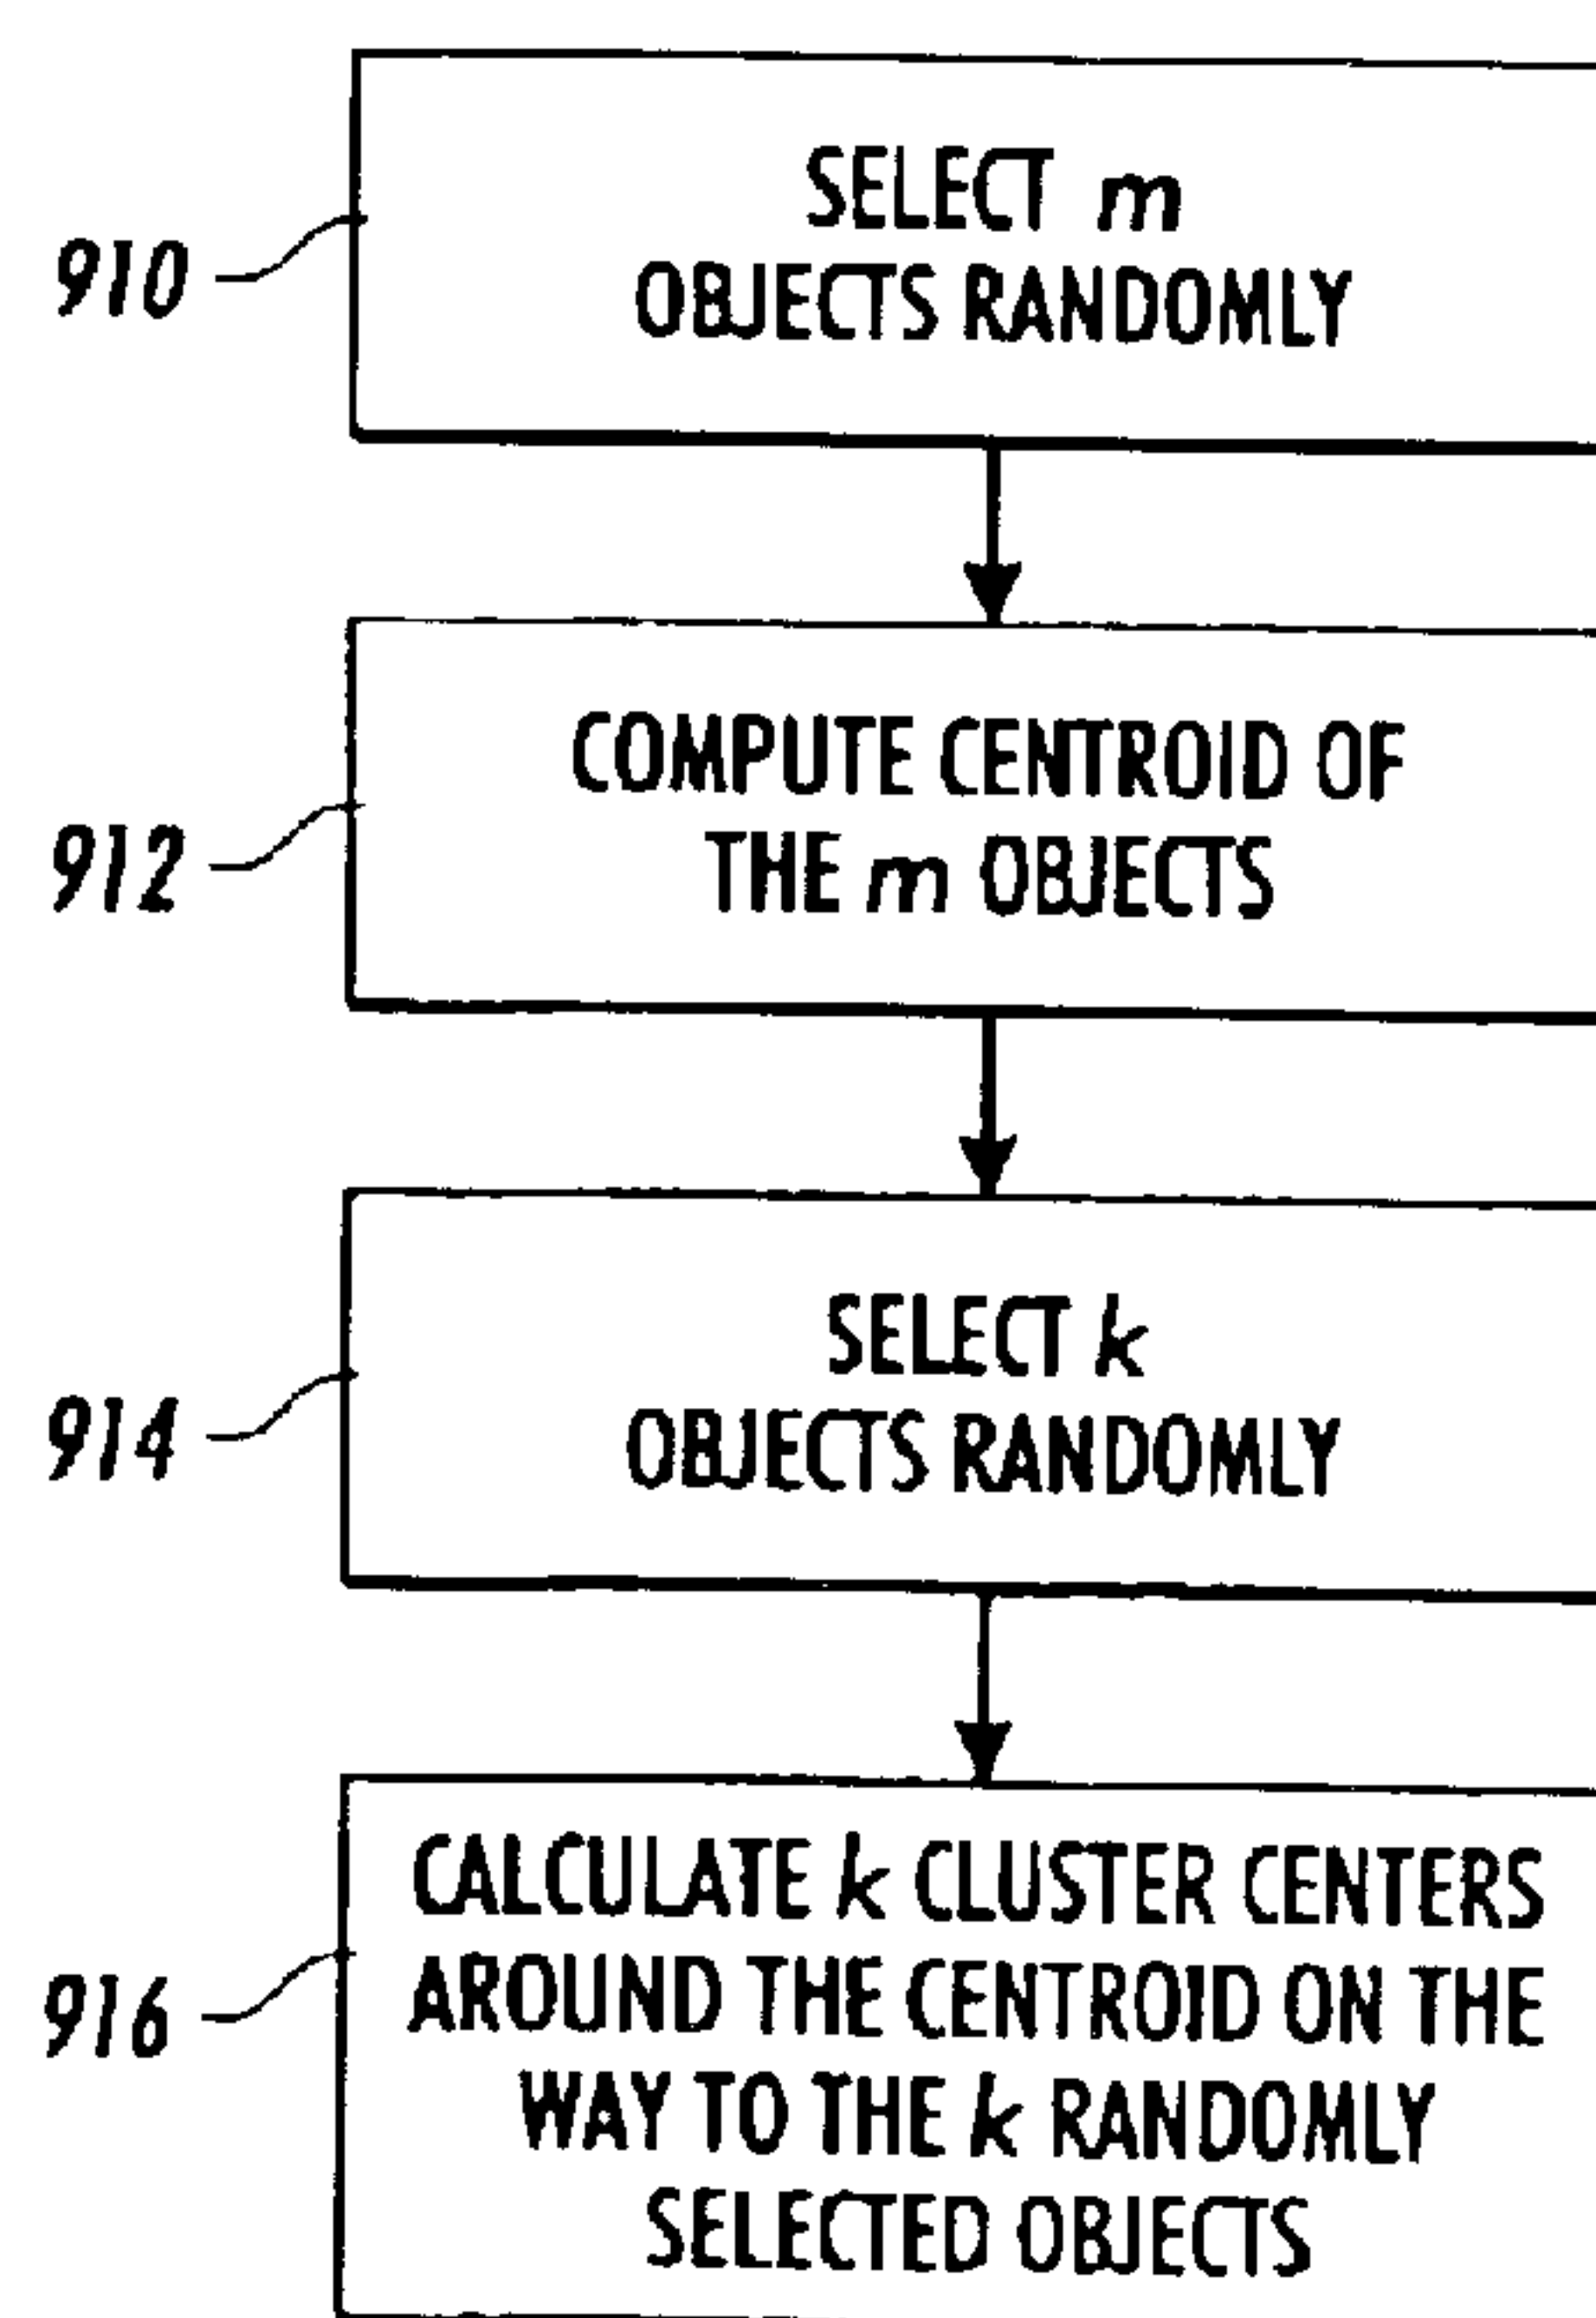 910
SELECT m
OBJECTS RANDOMLY
912
COMPUTE CENTROID OF
THE m OBJECTS
914
SELECT k
OBJECTS RANDOMLY
916
CALCULATE k CLUSTER CENTERS
AROUND THE CENTROID ON THE
WAY TO THE k RANDOMLY
SELECTED OBJECTS